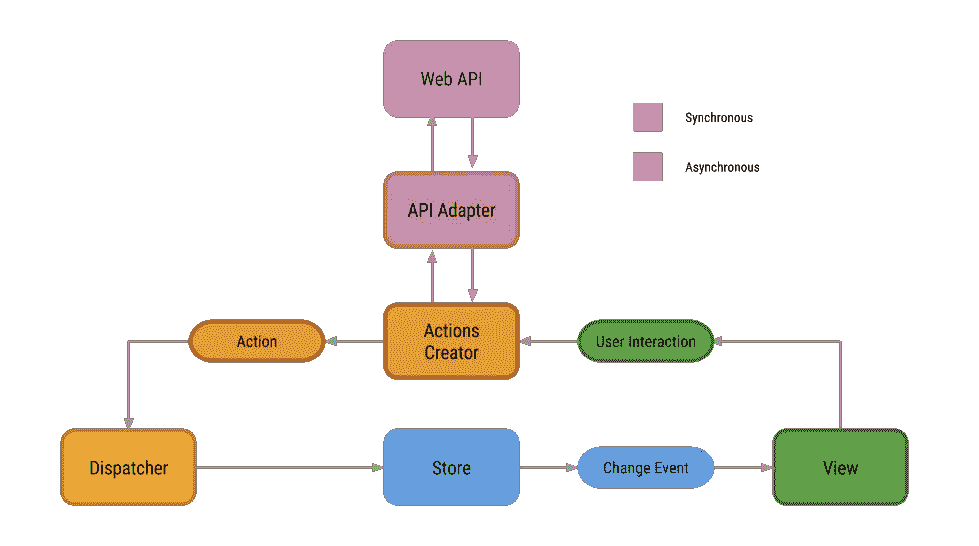 Web API
Synchronous
Asynchronous
API Adapter
Actions
Creator
Action
User Interaction
Dispatcher
Store
Change Event
View